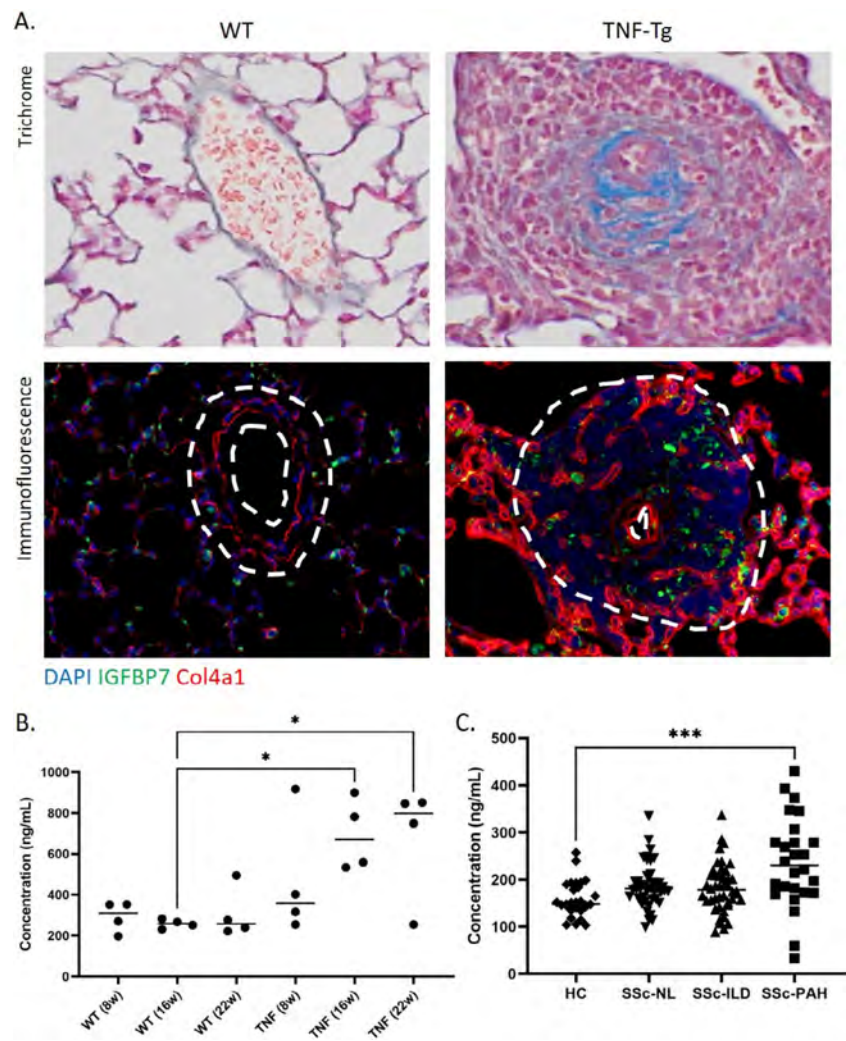 A.
WT
TNF-Tg
Trichrome
Immunofluorescence
DAPI IGFBP7 Col4a1
B.
*
*
Concentration (ng/mL)
1000
800
600
400
200
0
WT (8w)
WT (16w)
WT (22w)
TNF (8w)
TNF (16w)
TNF (22w)
C.
***
Concentration (ng/mL)
500
400
300
200
100
0
HC
SSc-NL
SSc-ILD
SSc-PAH